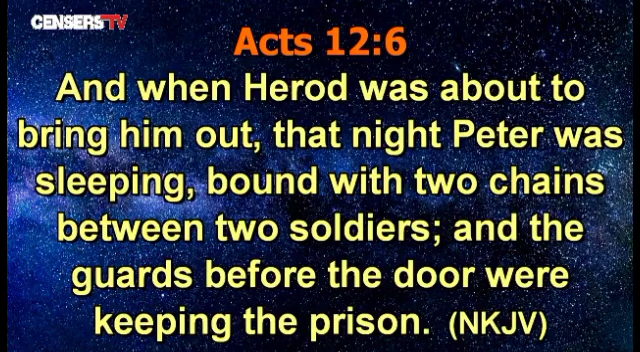 CENSERSTV
Acts 12:6
And when Herod was about to
bring him out, that night Peter was
sleeping, bound with two chains
between two soldiers; and the
guards before the door were
keeping the prison. (NKJV)